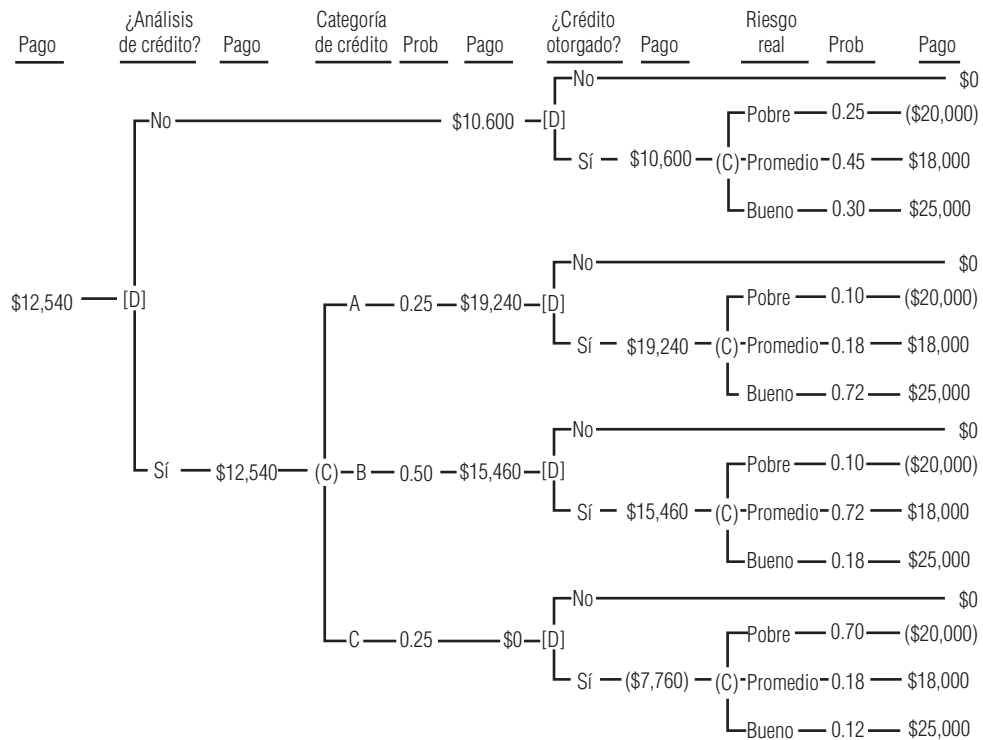 ¿Análisis Categoría ¿Crédito Riesgo
Pago de crédito? Pago de crédito Prob Pago otorgado? Pago real Prob Pago
No $0
Pobre 0.25 ($20,000)
No $10.600 [D]
Sí $10,600 (C) Promedio 0.45 $18,000
Bueno 0.30 $25,000
No $0
Pobre 0.10 ($20,000)
$12,540 [D] A 0.25 $19,240 [D]
Sí $19,240 (C) Promedio 0.18 $18,000
Bueno 0.72 $25,000
No $0
Pobre 0.10 ($20,000)
Sí $12,540 (C) B 0.50 $15,460 [D]
Sí $15,460 (C) Promedio 0.72 $18,000
Bueno 0.18 $25,000
No $0
Pobre 0.70 ($20,000)
C 0.25 $0 [D]
Sí ($7,760) (C) Promedio 0.18 $18,000
Bueno 0.12 $25,000